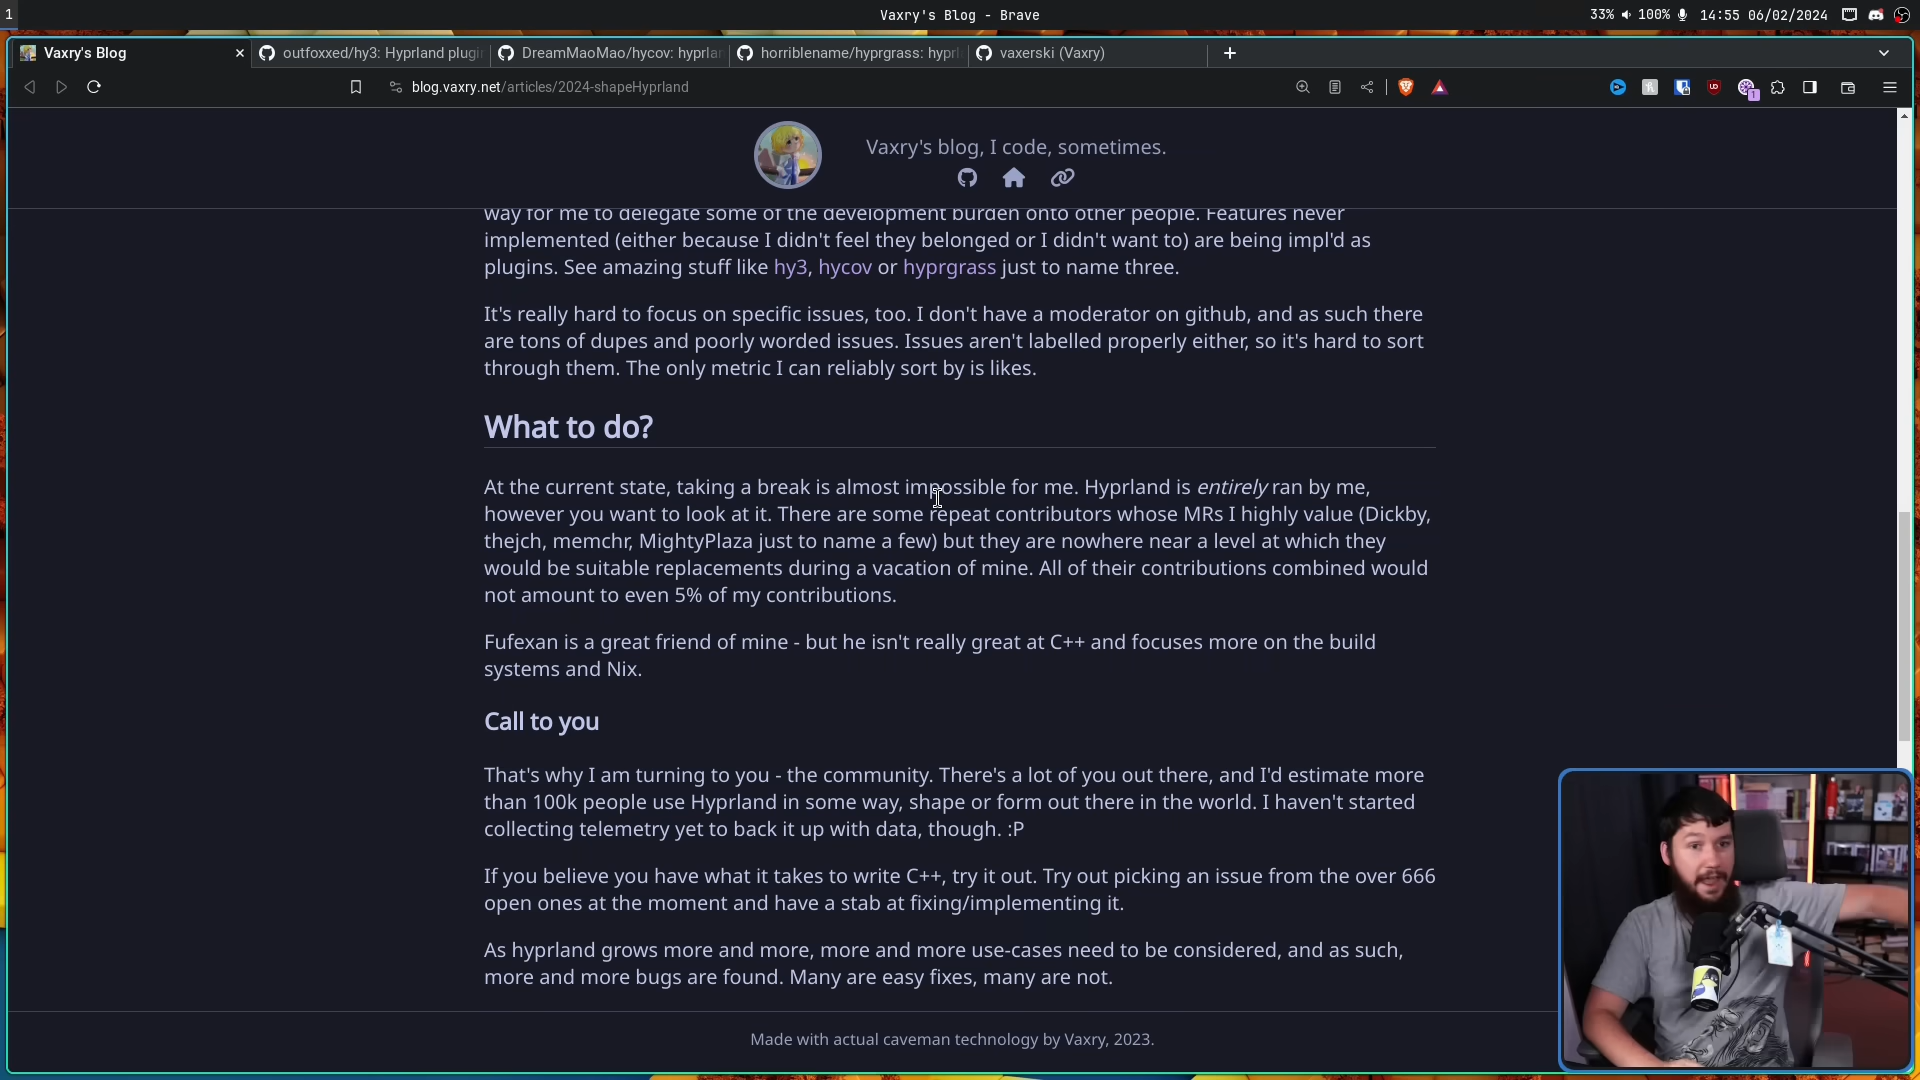 1
Vaxry's Blog - Brave
33% 100% 14:55 06/02/2024
Vaxry's Blog
outfoxxed/hy3: Hyprland plugi
DreamMaoMao/hycov: hyprlan
horriblename/hyprgrass: hyprl
vaxerski (Vaxry)
blog.vaxry.net/articles/2024-shapeHyprland
1
Vaxry's blog, I code, sometimes.
way for me to delegate some of the development burden onto other people. Features never
implemented (either because I didn't feel they belonged or I didn't want to) are being impl'd as
plugins. See amazing stuff like hy3, hycov or hyprgrass just to name three.
It's really hard to focus on specific issues, too. I don't have a moderator on github, and as such there
are tons of dupes and poorly worded issues. Issues aren't labelled properly either, so it's hard to sort
through them. The only metric I can reliably sort by is likes.
What to do?
At the current state, taking a break is almost impossible for me. Hyprland is entirely ran by me,
however you want to look at it. There are some repeat contributors whose MRs I highly value (Dickby,
thejch, memchr, MightyPlaza just to name a few) but they are nowhere near a level at which they
would be suitable replacements during a vacation of mine. All of their contributions combined would
not amount to even 5% of my contributions.
Fufexan is a great friend of mine - but he isn't really great at C++ and focuses more on the build
systems and Nix.
Call to you
That's why I am turning to you - the community. There's a lot of you out there, and I'd estimate more
than 100k people use Hyprland in some way, shape or form out there in the world. I haven't started
collecting telemetry yet to back it up with data, though. :P
If you believe you have what it takes to write C++, try it out. Try out picking an issue from the over 666
open ones at the moment and have a stab at fixing/implementing it.
As hyprland grows more and more, more and more use-cases need to be considered, and as such,
more and more bugs are found. Many are easy fixes, many are not.
Made with actual caveman technology by Vaxry, 2023.